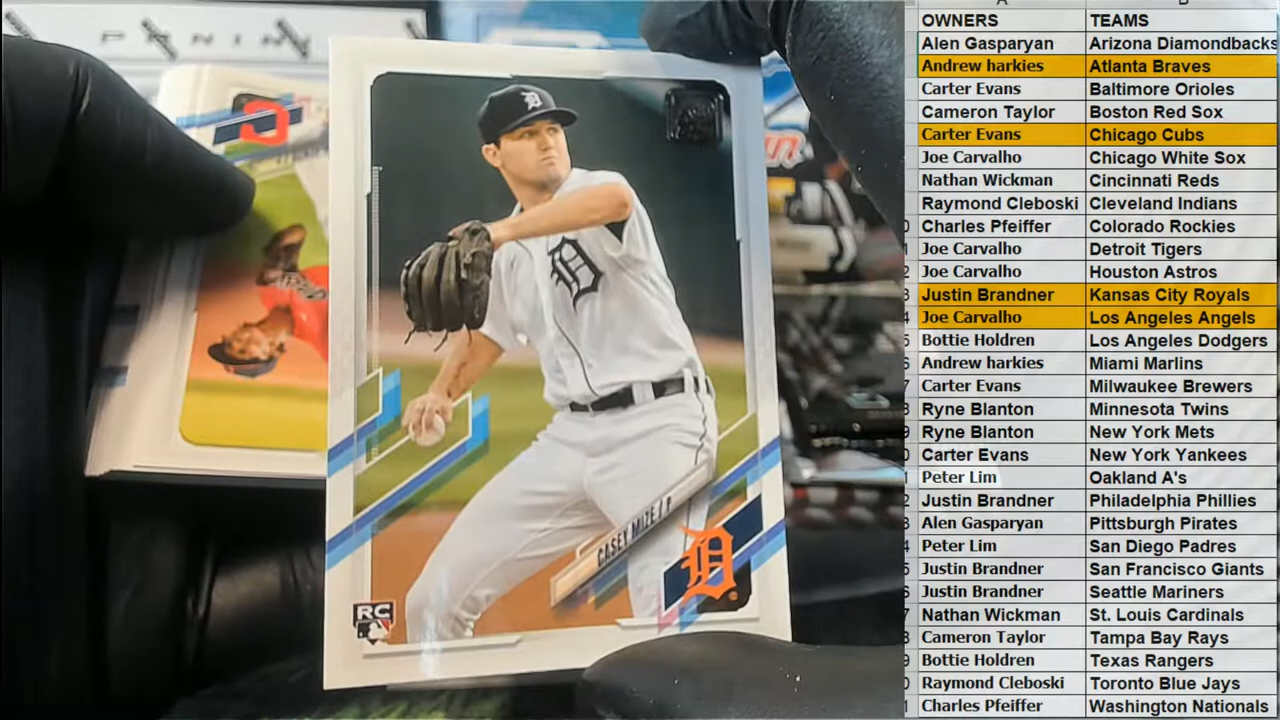 PANINI
D
D
CASEY MIZE / P
D
RC
C
OWNERS TEAMS
Alen Gasparyan Arizona Diamondbacks
Andrew harkies Atlanta Braves
Carter Evans Baltimore Orioles
Cameron Taylor Boston Red Sox
Carter Evans Chicago Cubs
Joe Carvalho Chicago White Sox
Nathan Wickman Cincinnati Reds
Raymond Cleboski Cleveland Indians
Charles Pfeiffer Colorado Rockies
Joe Carvalho Detroit Tigers
Joe Carvalho Houston Astros
Justin Brandner Kansas City Royals
Joe Carvalho Los Angeles Angels
Bottie Holdren Los Angeles Dodgers
Andrew harkies Miami Marlins
Carter Evans Milwaukee Brewers
Ryne Blanton Minnesota Twins
Ryne Blanton New York Mets
Carter Evans New York Yankees
Peter Lim Oakland A's
Justin Brandner Philadelphia Phillies
Alen Gasparyan Pittsburgh Pirates
Peter Lim San Diego Padres
Justin Brandner San Francisco Giants
Justin Brandner Seattle Mariners
Nathan Wickman St. Louis Cardinals
Cameron Taylor Tampa Bay Rays
Bottie Holdren Texas Rangers
Raymond Cleboski Toronto Blue Jays
Charles Pfeiffer Washington Nationals